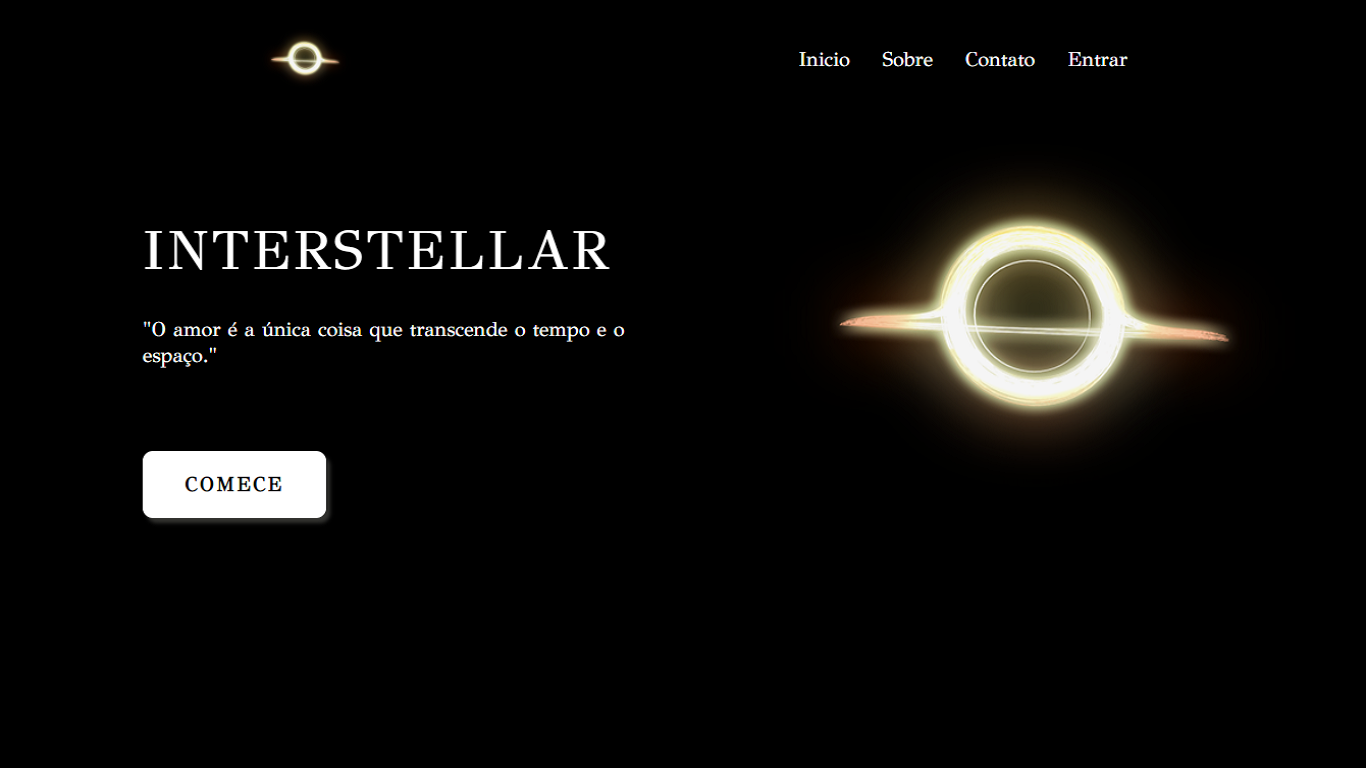 Inicio Sobre Contato Entrar
INTERSTELLAR
"O amor é a única coisa que transcende o tempo e o
espaço."
COMECE